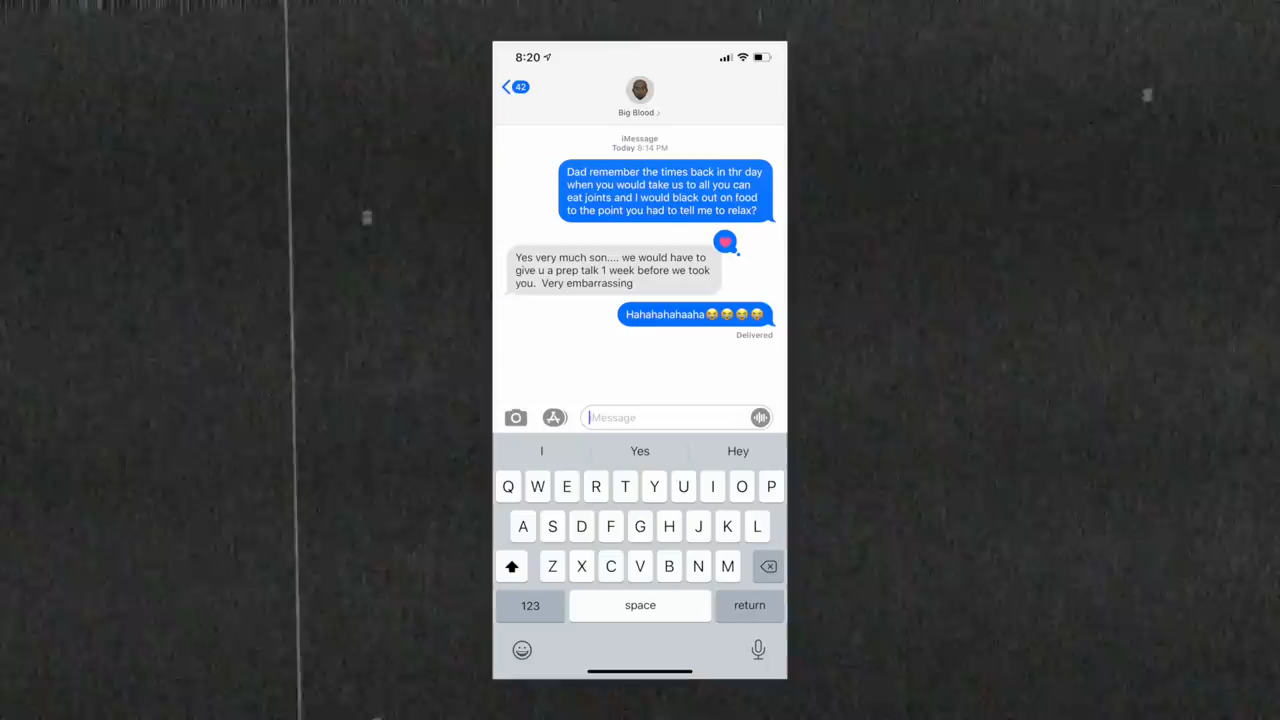 8:20
42
Big Blood
iMessage
Today 8:14 PM
Dad remember the times back in thr day
when you would take us to all you can
eat joints and I would black out on food
to the point you had to tell me to relax?
Yes very much son.... we would have to
give u a prep talk 1 week before we took
you.  Very embarrassing
Hahahahahaaha😂😂😂😂
Delivered
iMessage
I Yes Hey
Q W E R T Y U I O P
A S D F G H J K L
Z X C V B N M
123 space return